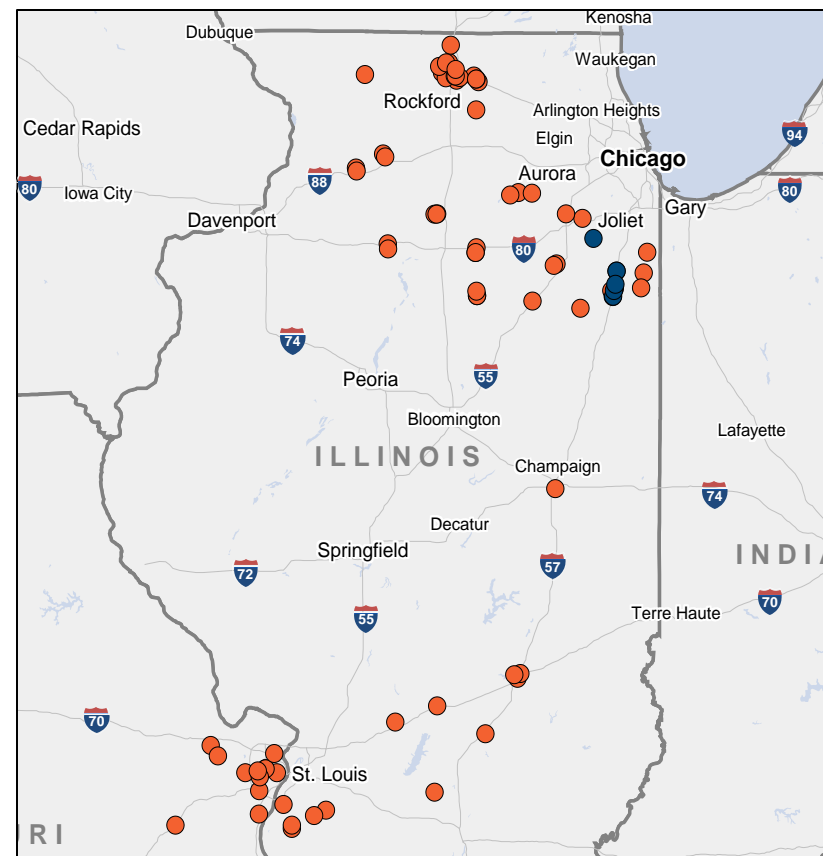 Kenosha
Dubuque
Waukegan
Rockford
Arlington Heights
Cedar Rapids
94
Elgin
Chicago
Aurora
88
80
80
Iowa City
Gary
Davenport
Joliet
80
74
Peoria
55
Bloomington
Lafayette
ILLINOIS
Champaign
74
Decatur
Springfield
INDIA
57
72
70
Terre Haute
55
70
St. Louis
URI